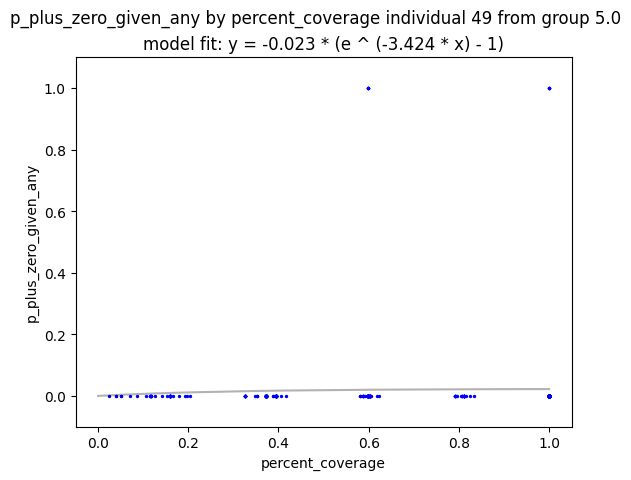 p_plus_zero_given_any by percent_coverage individual 49 from group 5.0
model fit: y = -0.023 * (e ^ (-3.424 * x) - 1)
1.0
0.8
0.6
0.4
0.2
0.0
p_plus_zero_given_any
0.0 0.2 0.4 0.6 0.8 1.0
percent_coverage